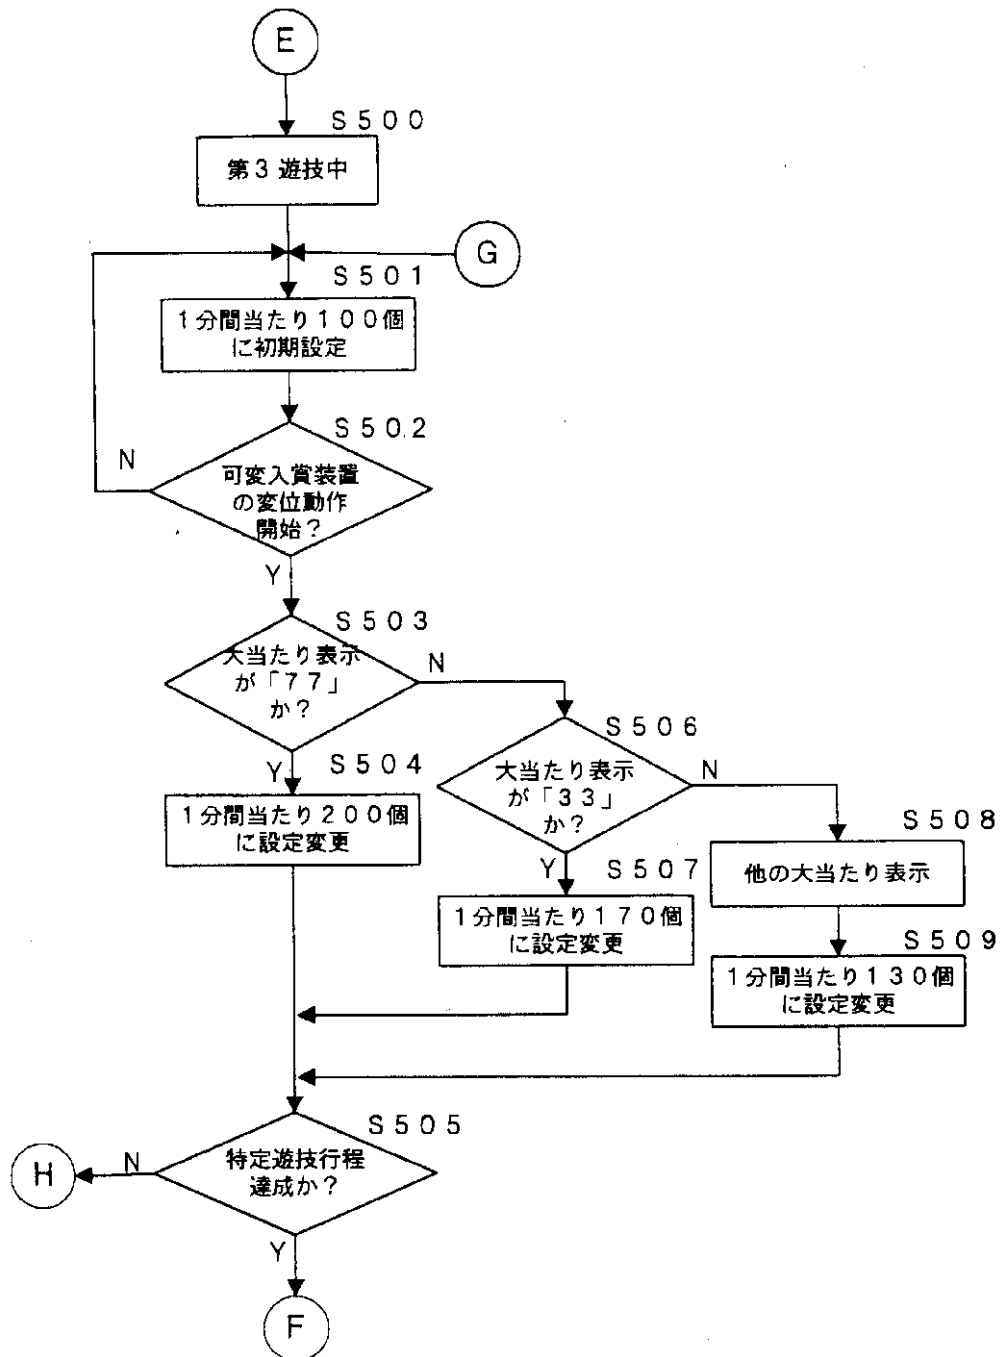 E
S500
第3遊技中
G
S501
1分間当たり100個
に初期設定
S502
N
可変入賞装置
の変位動作
開始?
Y
S503
大当たり表示
が「77」
か?
N
Y
S504
1分間当たり200個
に設定変更
S506
大当たり表示
が「33」
か?
N
Y
S507
1分間当たり170個
に設定変更
S508
他の大当たり表示
S509
1分間当たり130個
に設定変更
S505
特定遊技行程
達成か?
N
H
Y
F